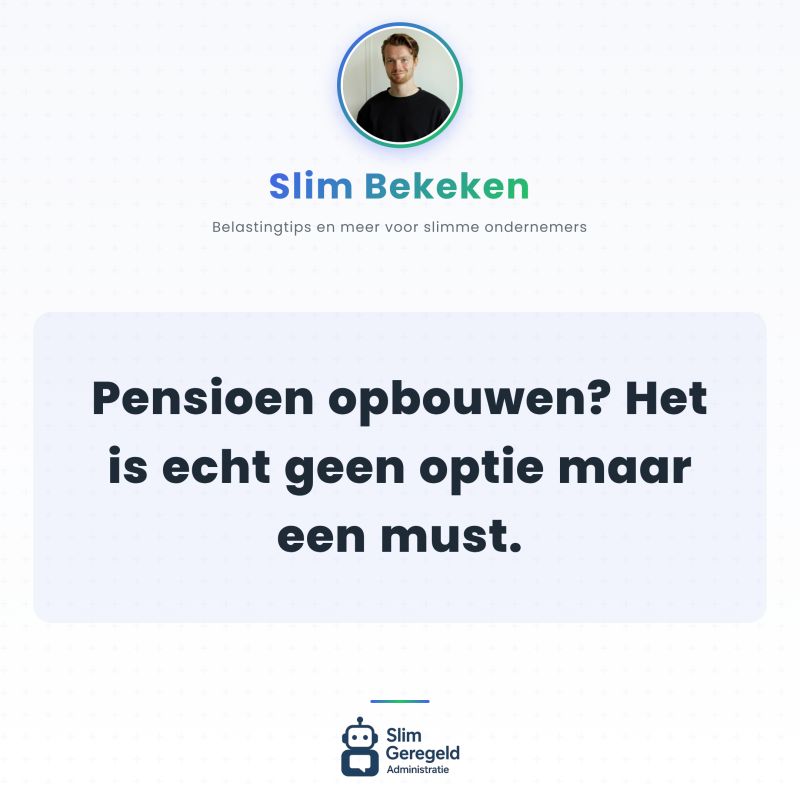 Slim Bekeken
Belastingtips en meer voor slimme ondernemers
Pensioen opbouwen? Het
is echt geen optie maar
een must.
Slim
Geregeld
Administratie